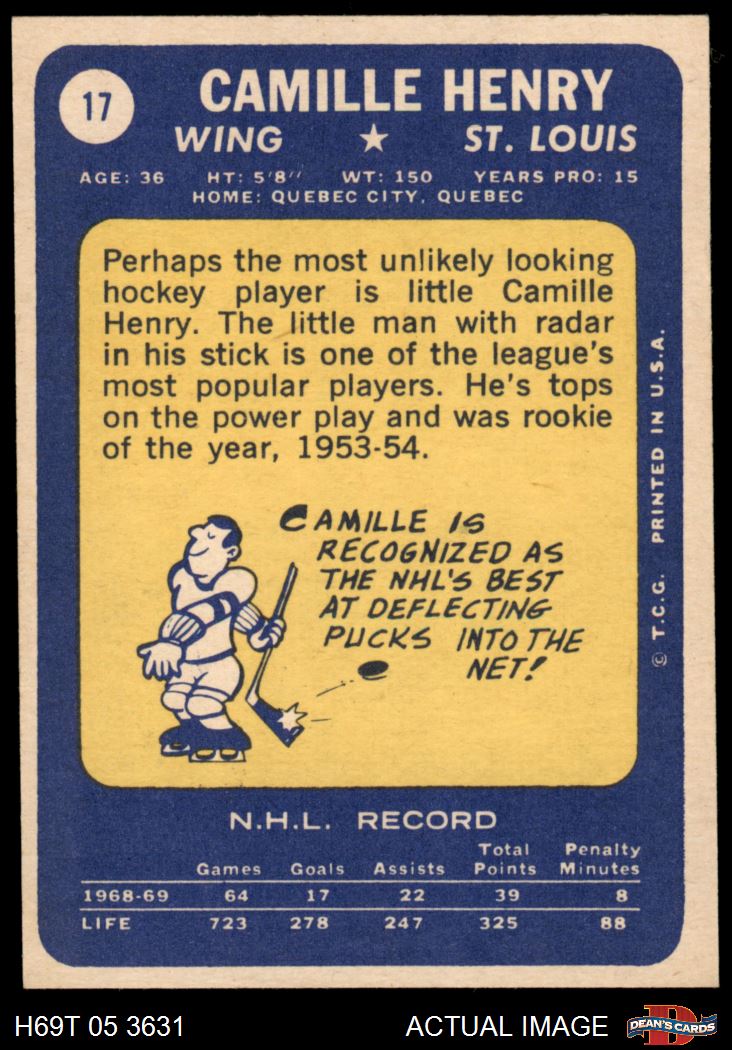 17
CAMILLE HENRY
WING ★ ST. LOUIS
AGE: 36 HT: 5'8'' WT: 150 YEARS PRO: 15
HOME: QUEBEC CITY, QUEBEC
Perhaps the most unlikely looking
hockey player is little Camille
Henry. The little man with radar
in his stick is one of the league's
most popular players. He's tops
on the power play and was rookie
of the year, 1953-54.
CAMILLE IS
RECOGNIZED AS
THE NHL'S BEST
AT DEFLECTING
PUCKS INTO THE
NET!
© T.C.G. PRINTED IN U.S.A.
N.H.L. RECORD
Games Goals Assists Total Points Penalty Minutes
1968-69 64 17 22 39 8
LIFE 723 278 247 325 88
H69T 05 3631 ACTUAL IMAGE D DEAN'S CARDS